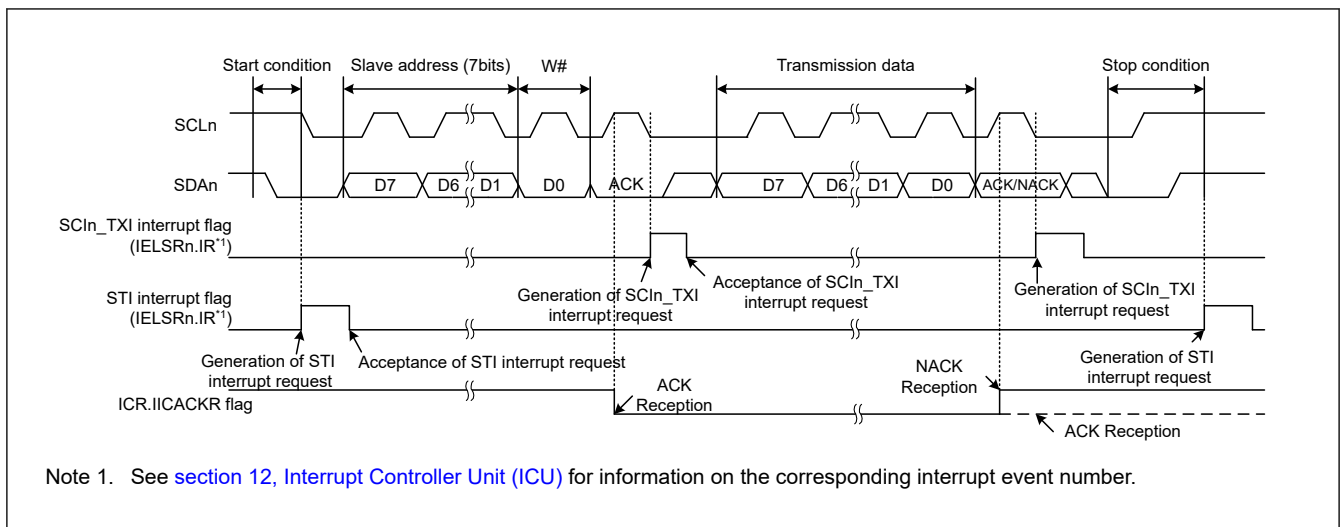 Start condition
Slave address (7bits)
W#
Transmission data
Stop condition
SCLn
SDAn
D7
D6
D1
D0
ACK
D7
D6
D1
D0
ACK/NACK
SCIn_TXI interrupt flag
(IELSRn.IR*1)
Generation of SCIn_TXI
interrupt request
Acceptance of SCIn_TXI
interrupt request
Generation of SCIn_TXI
interrupt request
STI interrupt flag
(IELSRn.IR*1)
Generation of STI
interrupt request
Acceptance of STI interrupt request
Generation of STI
interrupt request
ICR.IICACKR flag
ACK
Reception
NACK
Reception
ACK Reception
Note 1. See section 12, Interrupt Controller Unit (ICU) for information on the corresponding interrupt event number.